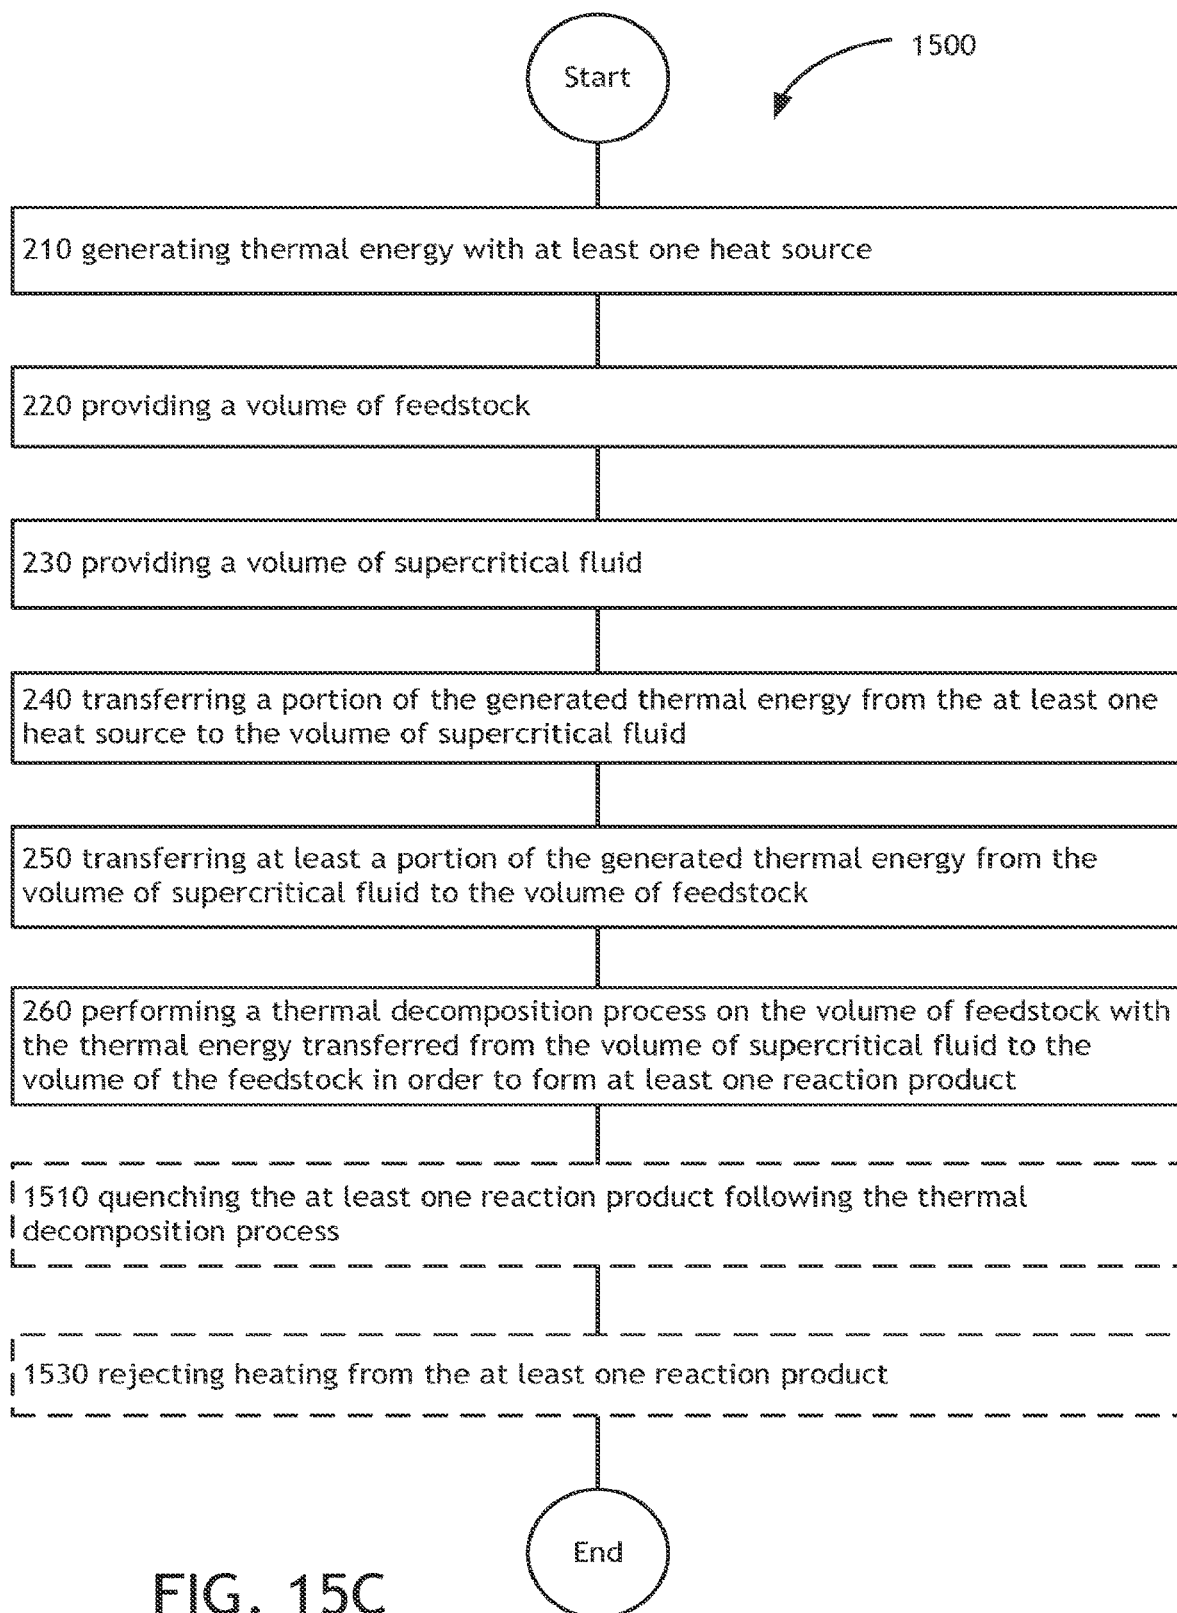 Start
1500
210 generating thermal energy with at least one heat source
220 providing a volume of feedstock
230 providing a volume of supercritical fluid
240 transferring a portion of the generated thermal energy from the at least one
heat source to the volume of supercritical fluid
250 transferring at least a portion of the generated thermal energy from the
volume of supercritical fluid to the volume of feedstock
260 performing a thermal decomposition process on the volume of feedstock with
the thermal energy transferred from the volume of supercritical fluid to the
volume of the feedstock in order to form at least one reaction product
1510 quenching the at least one reaction product following the thermal
decomposition process
1530 rejecting heating from the at least one reaction product
End
FIG. 15C